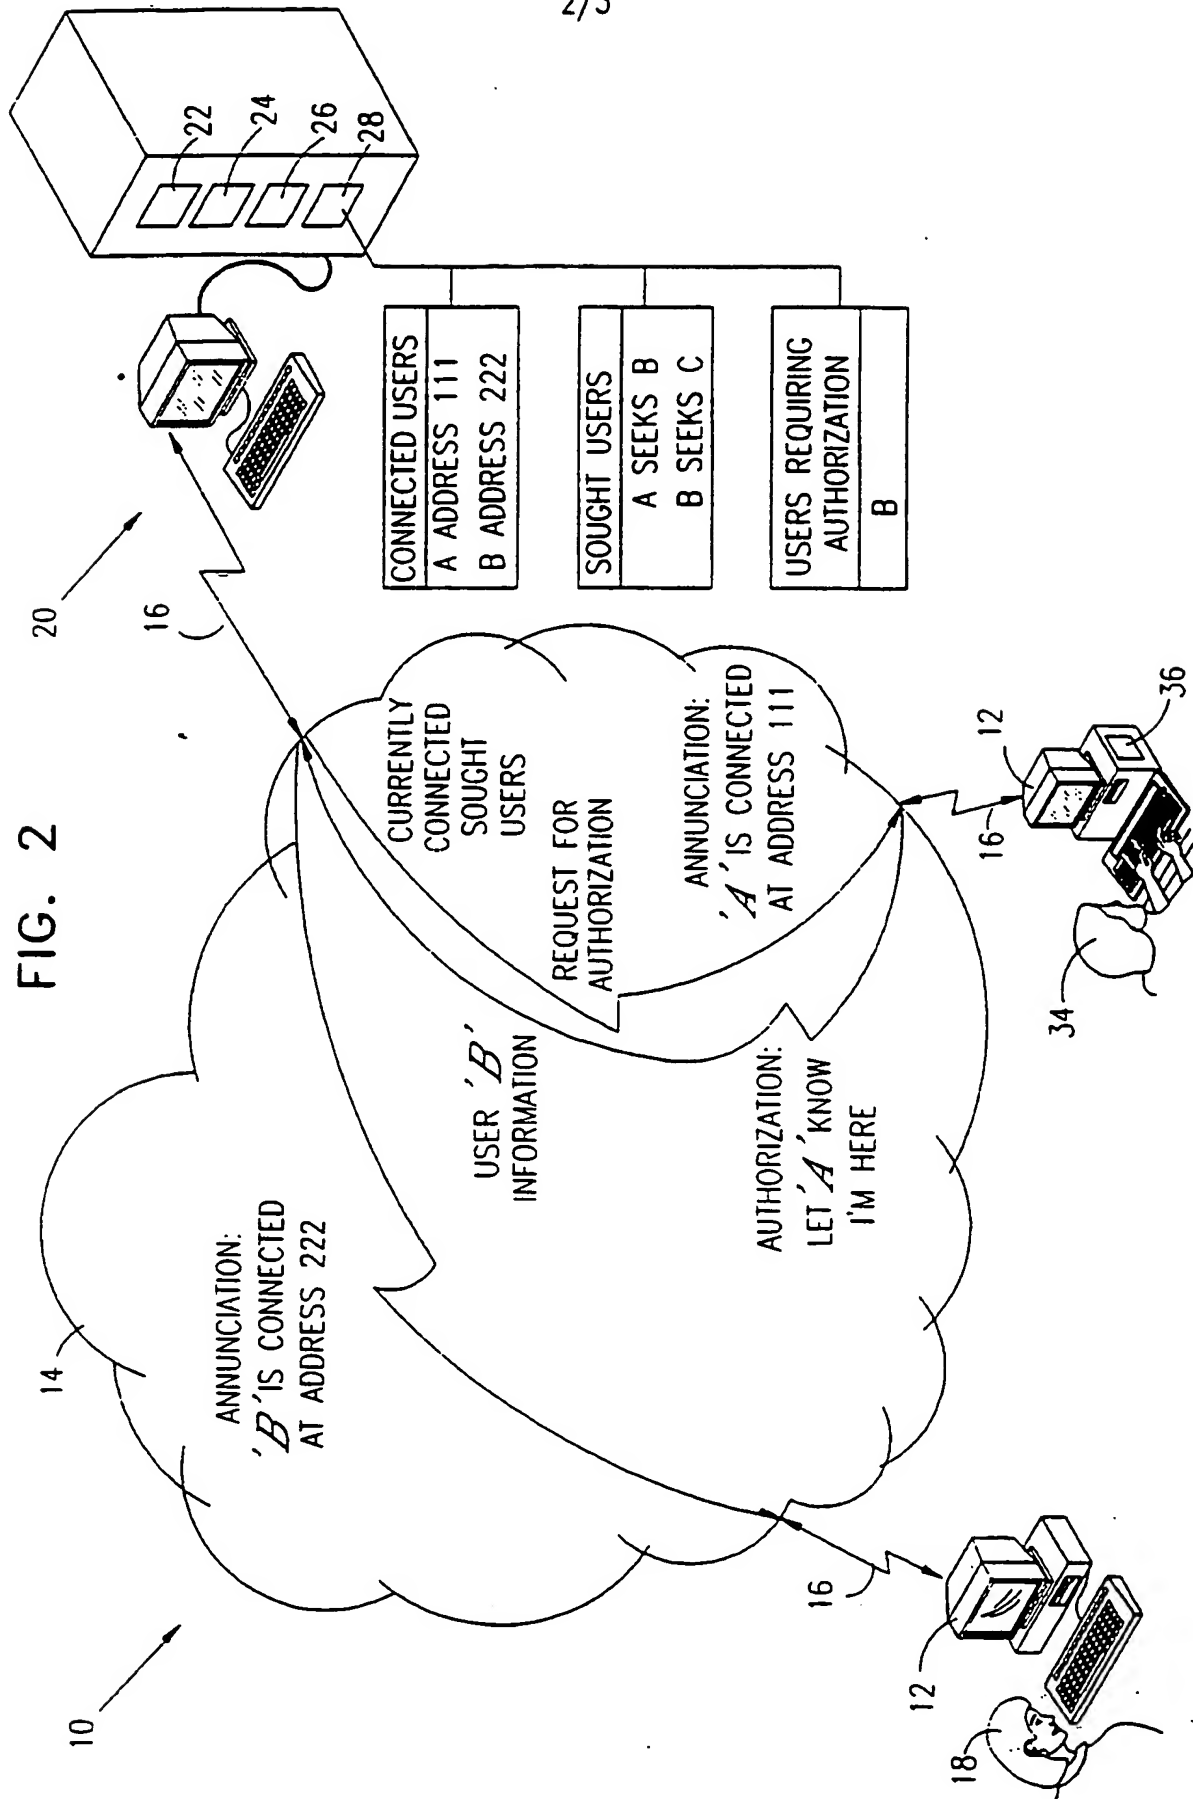 2/5
FIG. 2
10
14
ANNUNCIATION:
'B' IS CONNECTED
AT ADDRESS 222
USER 'B'
INFORMATION
AUTHORIZATION:
LET 'A' KNOW
I'M HERE
CURRENTLY
CONNECTED
SOUGHT
USERS
REQUEST FOR
AUTHORIZATION
ANNUNCIATION:
'A' IS CONNECTED
AT ADDRESS 111
20
16
22
24
26
28
CONNECTED USERS
A ADDRESS 111
B ADDRESS 222
SOUGHT USERS
A SEEKS B
B SEEKS C
USERS REQUIRING
AUTHORIZATION
B
16
12
18
16
12
34
36